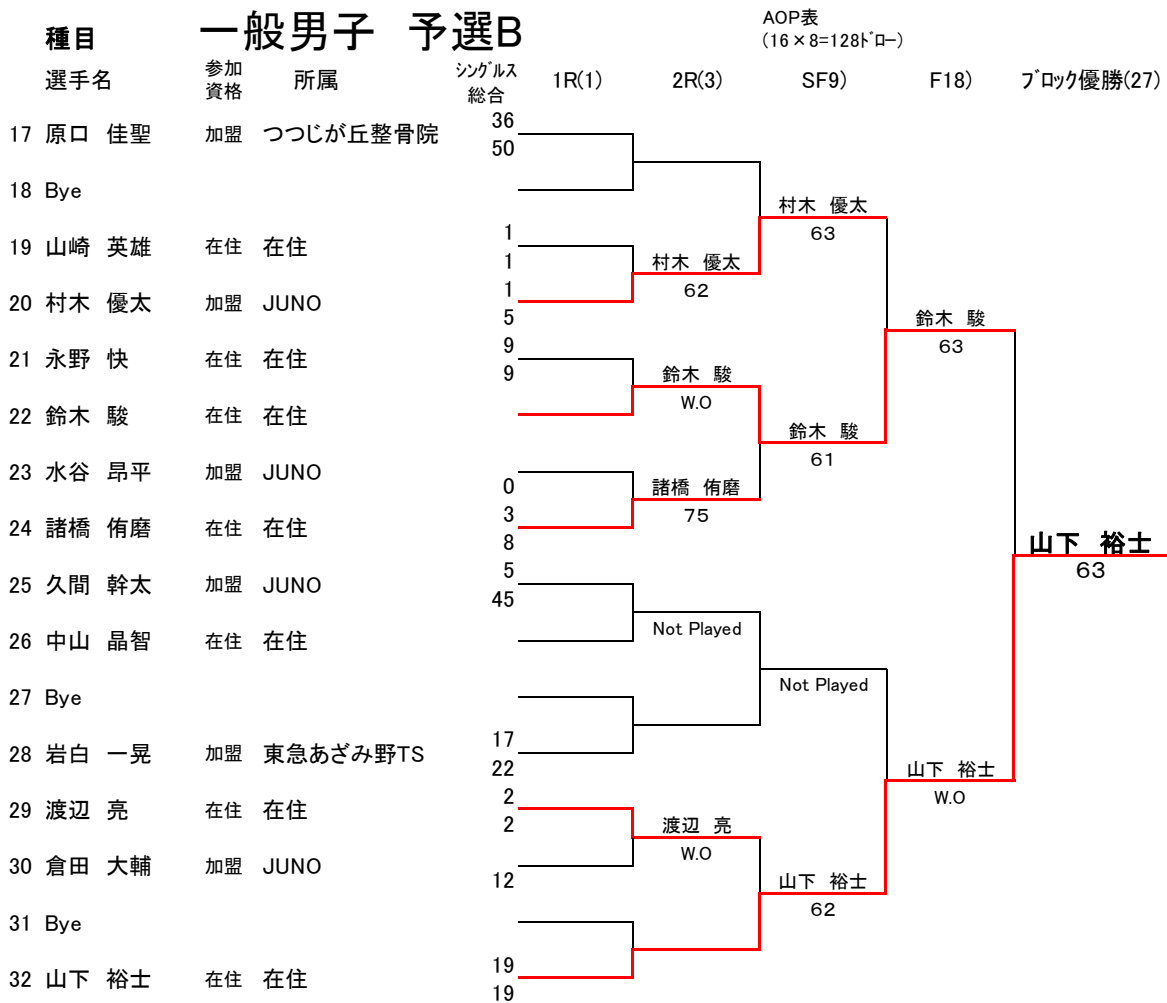 種目 一般男子 予選B AOP表
(16×8=128ﾄﾞﾛｰ)
選手名 参加資格 所属 ｼﾝｸﾞﾙｽ総合 1R(1) 2R(3) SF9) F18) ﾌﾞﾛｯｸ優勝(27)
36
17 原口 佳聖 加盟 つつじが丘整骨院
50
18 Bye
村木 優太
63
1
19 山崎 英雄 在住 在住
1
村木 優太
62
1
20 村木 優太 加盟 JUNO
5
鈴木 駿
63
9
21 永野 快 在住 在住
9
鈴木 駿
W.O
22 鈴木 駿 在住 在住
鈴木 駿
61
23 水谷 昂平 加盟 JUNO
0
諸橋 侑磨
75
3
24 諸橋 侑磨 在住 在住
8
山下 裕士
63
5
25 久間 幹太 加盟 JUNO
45
Not Played
26 中山 晶智 在住 在住
Not Played
27 Bye
17
28 岩白 一晃 加盟 東急あざみ野TS
22
山下 裕士
W.O
2
29 渡辺 亮 在住 在住
2
渡辺 亮
W.O
30 倉田 大輔 加盟 JUNO
12
山下 裕士
62
31 Bye
19
32 山下 裕士 在住 在住
19